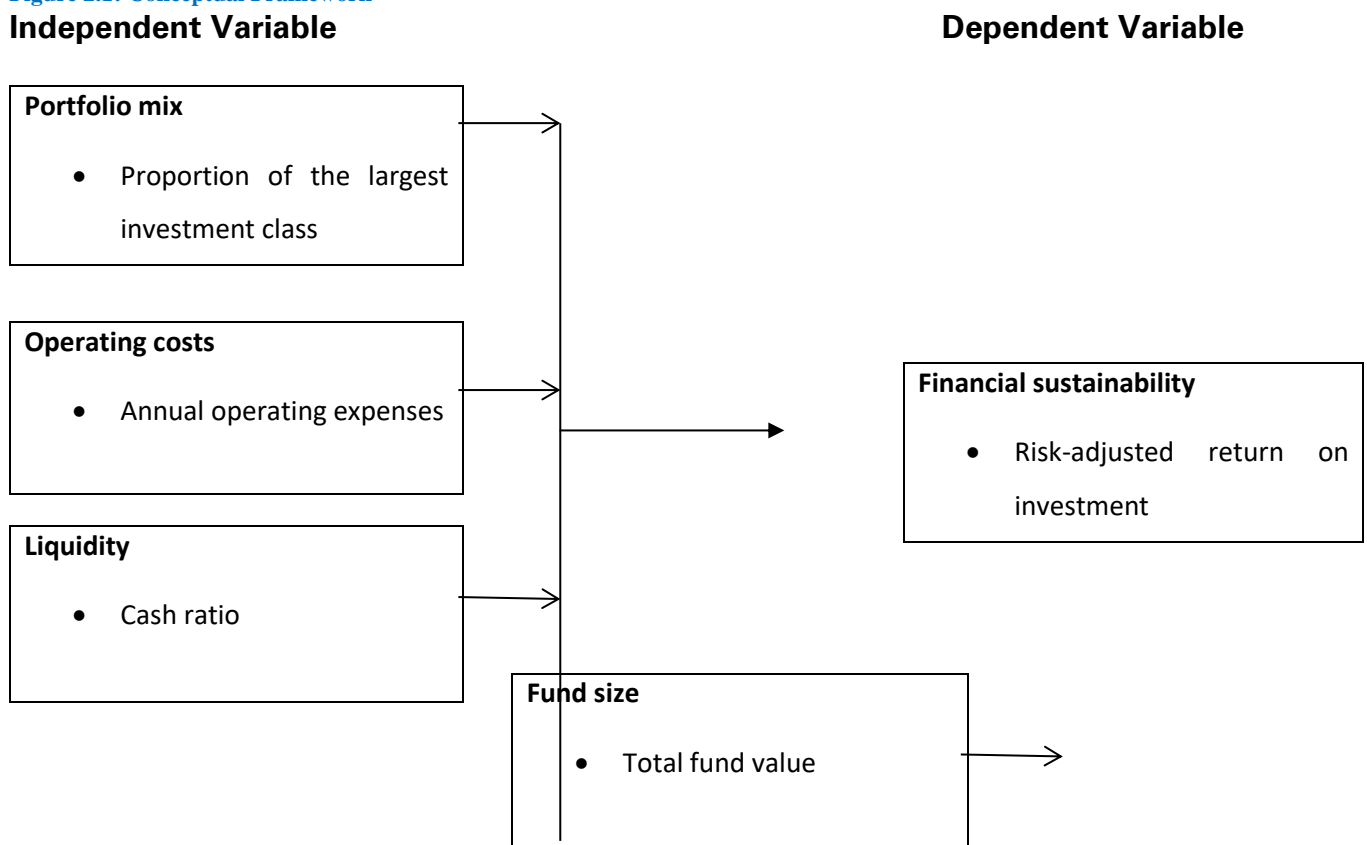 Independent Variable
Dependent Variable
Portfolio mix
• Proportion of the largest
investment class
Operating costs
• Annual operating expenses
Financial sustainability
• Risk-adjusted return on
investment
Liquidity
• Cash ratio
Fund size
• Total fund value